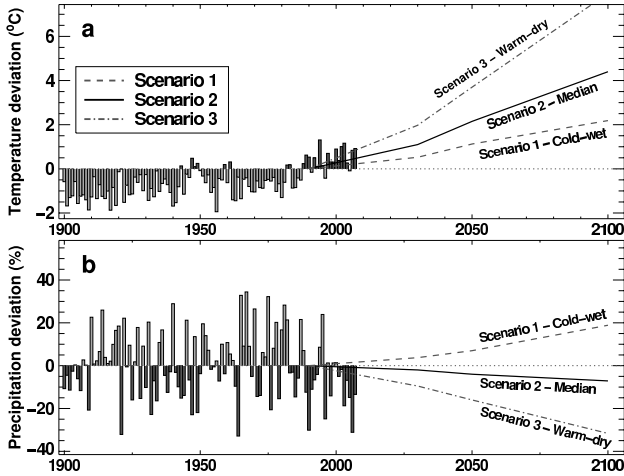 a
Temperature deviation (ºC)
6
4
2
0
−2
Scenario 1
Scenario 2
Scenario 3
Scenario 3 − Warm−dry
Scenario 2 − Median
Scenario 1 − Cold−wet
1900 1950 2000 2050 2100
b
Precipitation deviation (%)
40
20
0
−20
−40
Scenario 1 − Cold−wet
Scenario 2 − Median
Scenario 3 − Warm−dry
1900 1950 2000 2050 2100